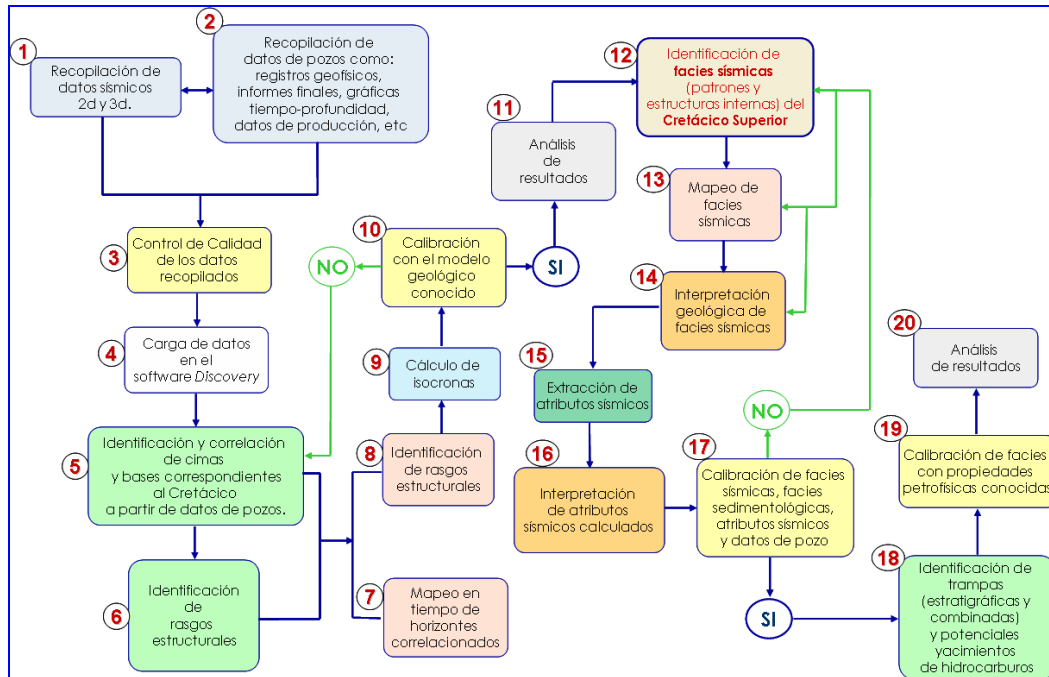 1
Recopilación de
datos sísmicos
2d y 3d.
2
Recopilación de
datos de pozos como:
registros geofísicos,
informes finales, gráficas
tiempo-profundidad,
datos de producción, etc
3
Control de Calidad
de los datos
recopilados
4
Carga de datos
en el
software Discovery
5
Identificación y correlación
de cimas
y bases correspondientes
al Cretácico
a partir de datos de pozos.
6
Identificación
de
rasgos
estructurales
7
Mapeo en
tiempo de
horizontes
correlacionados
8
Identificación
de rasgos
estructurales
9
Cálculo de
isocronas
10
Calibración
con el modelo
geológico
conocido
NO
SI
11
Análisis
de
resultados
12
Identificación de
facies sísmicas
(patrones y
estructuras internas) del
Cretácico Superior
13
Mapeo de
facies
sísmicas
14
Interpretación
geológica de
facies sísmicas
15
Extracción de
atributos sísmicos
16
Interpretación
de atributos
sísmicos calculados
17
Calibración de facies
sísmicas, facies
sedimentológicas,
atributos sísmicos
y datos de pozo
NO
SI
18
Identificación de
trampas
(estratigráficas y
combinadas)
y potenciales
yacimientos
de hidrocarburos
19
Calibración de facies
con propiedades
petrofísicas conocidas
20
Análisis
de resultados